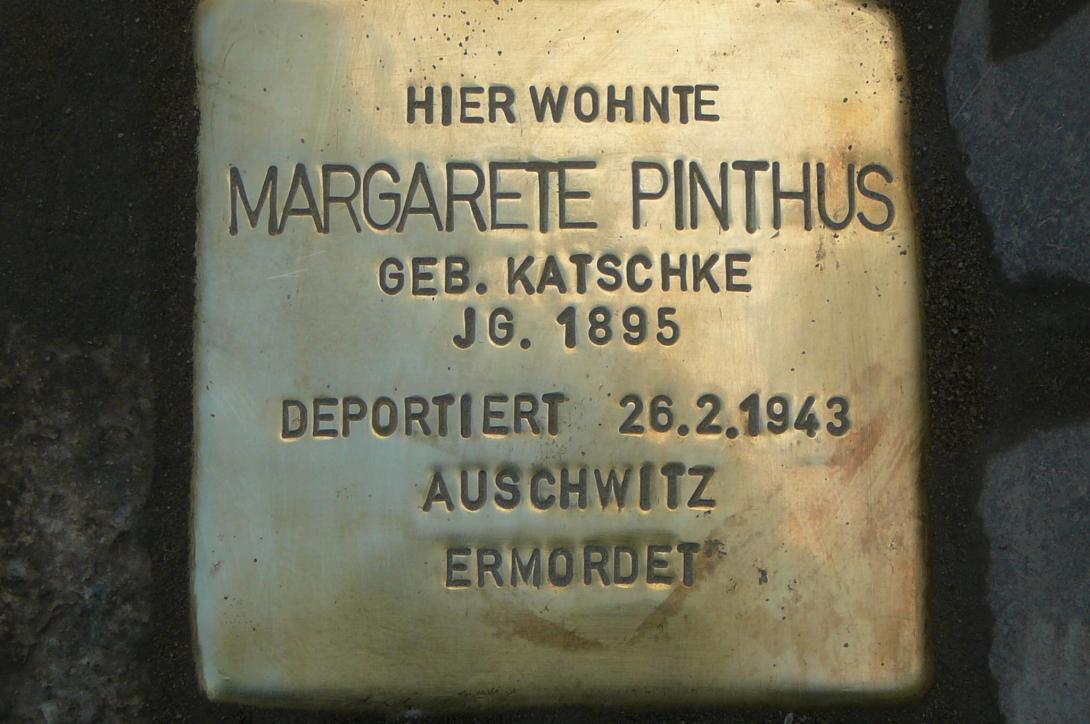 HIER WOHNTE
MARGARETE PINTHUS
GEB. KATSCHKE
JG. 1895
DEPORTIERT 26.2.1943
AUSCHWITZ
ERMORDET